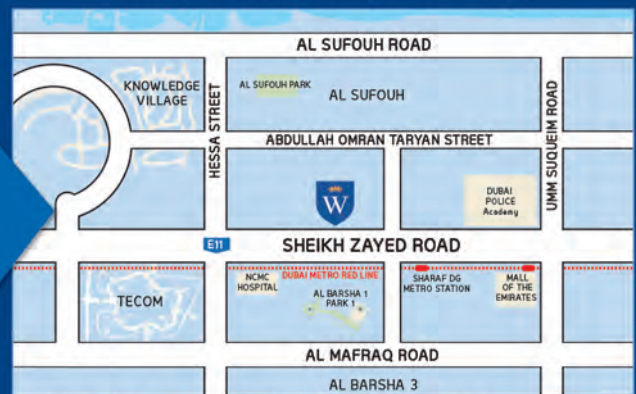 AL SUFOUH ROAD
KNOWLEDGE
VILLAGE
HESSA STREET
AL SUFOUH PARK
AL SUFOUH
UMM SUQUEIM ROAD
ABDULLAH OMRAN TARYAN STREET
W
DUBAI
POLICE
Academy
E11
SHEIKH ZAYED ROAD
NCMC
HOSPITAL
DUBAI METRO RED LINE
SHARAF DG
METRO STATION
MALL
OF THE
EMIRATES
TECOM
AL BARSHA 1
PARK 1
AL MAFRAQ ROAD
AL BARSHA 3